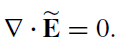 ∇ · Ẽ = 0.